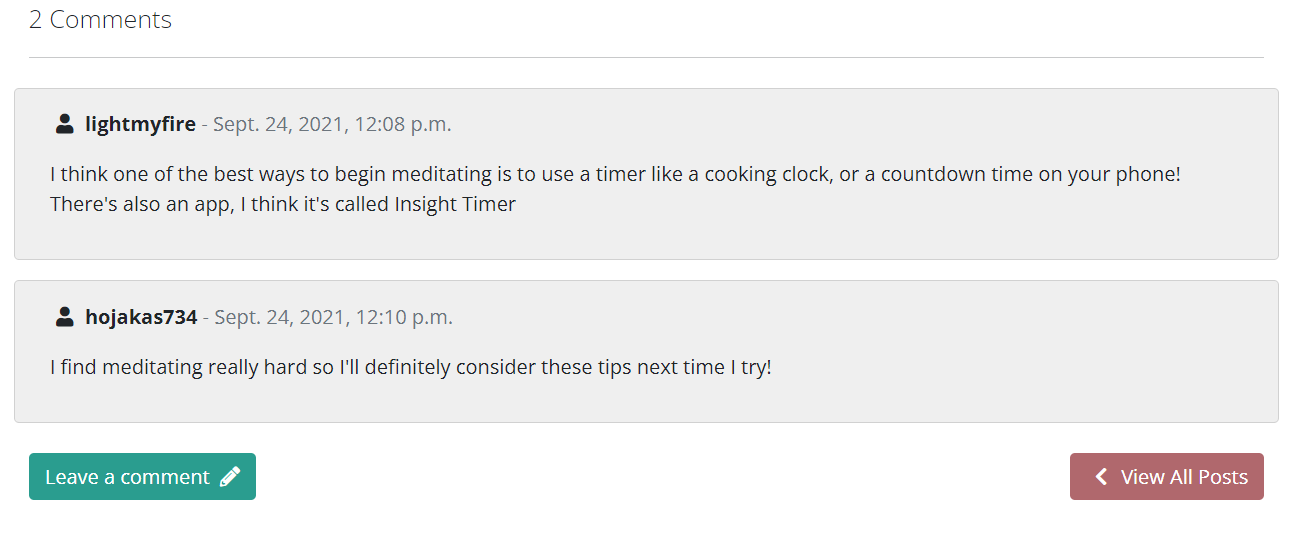 2 Comments
lightmyfire - Sept. 24, 2021, 12:08 p.m.
I think one of the best ways to begin meditating is to use a timer like a cooking clock, or a countdown time on your phone!
There's also an app, I think it's called Insight Timer
hojakas734 - Sept. 24, 2021, 12:10 p.m.
I find meditating really hard so I'll definitely consider these tips next time I try!
Leave a comment
View All Posts